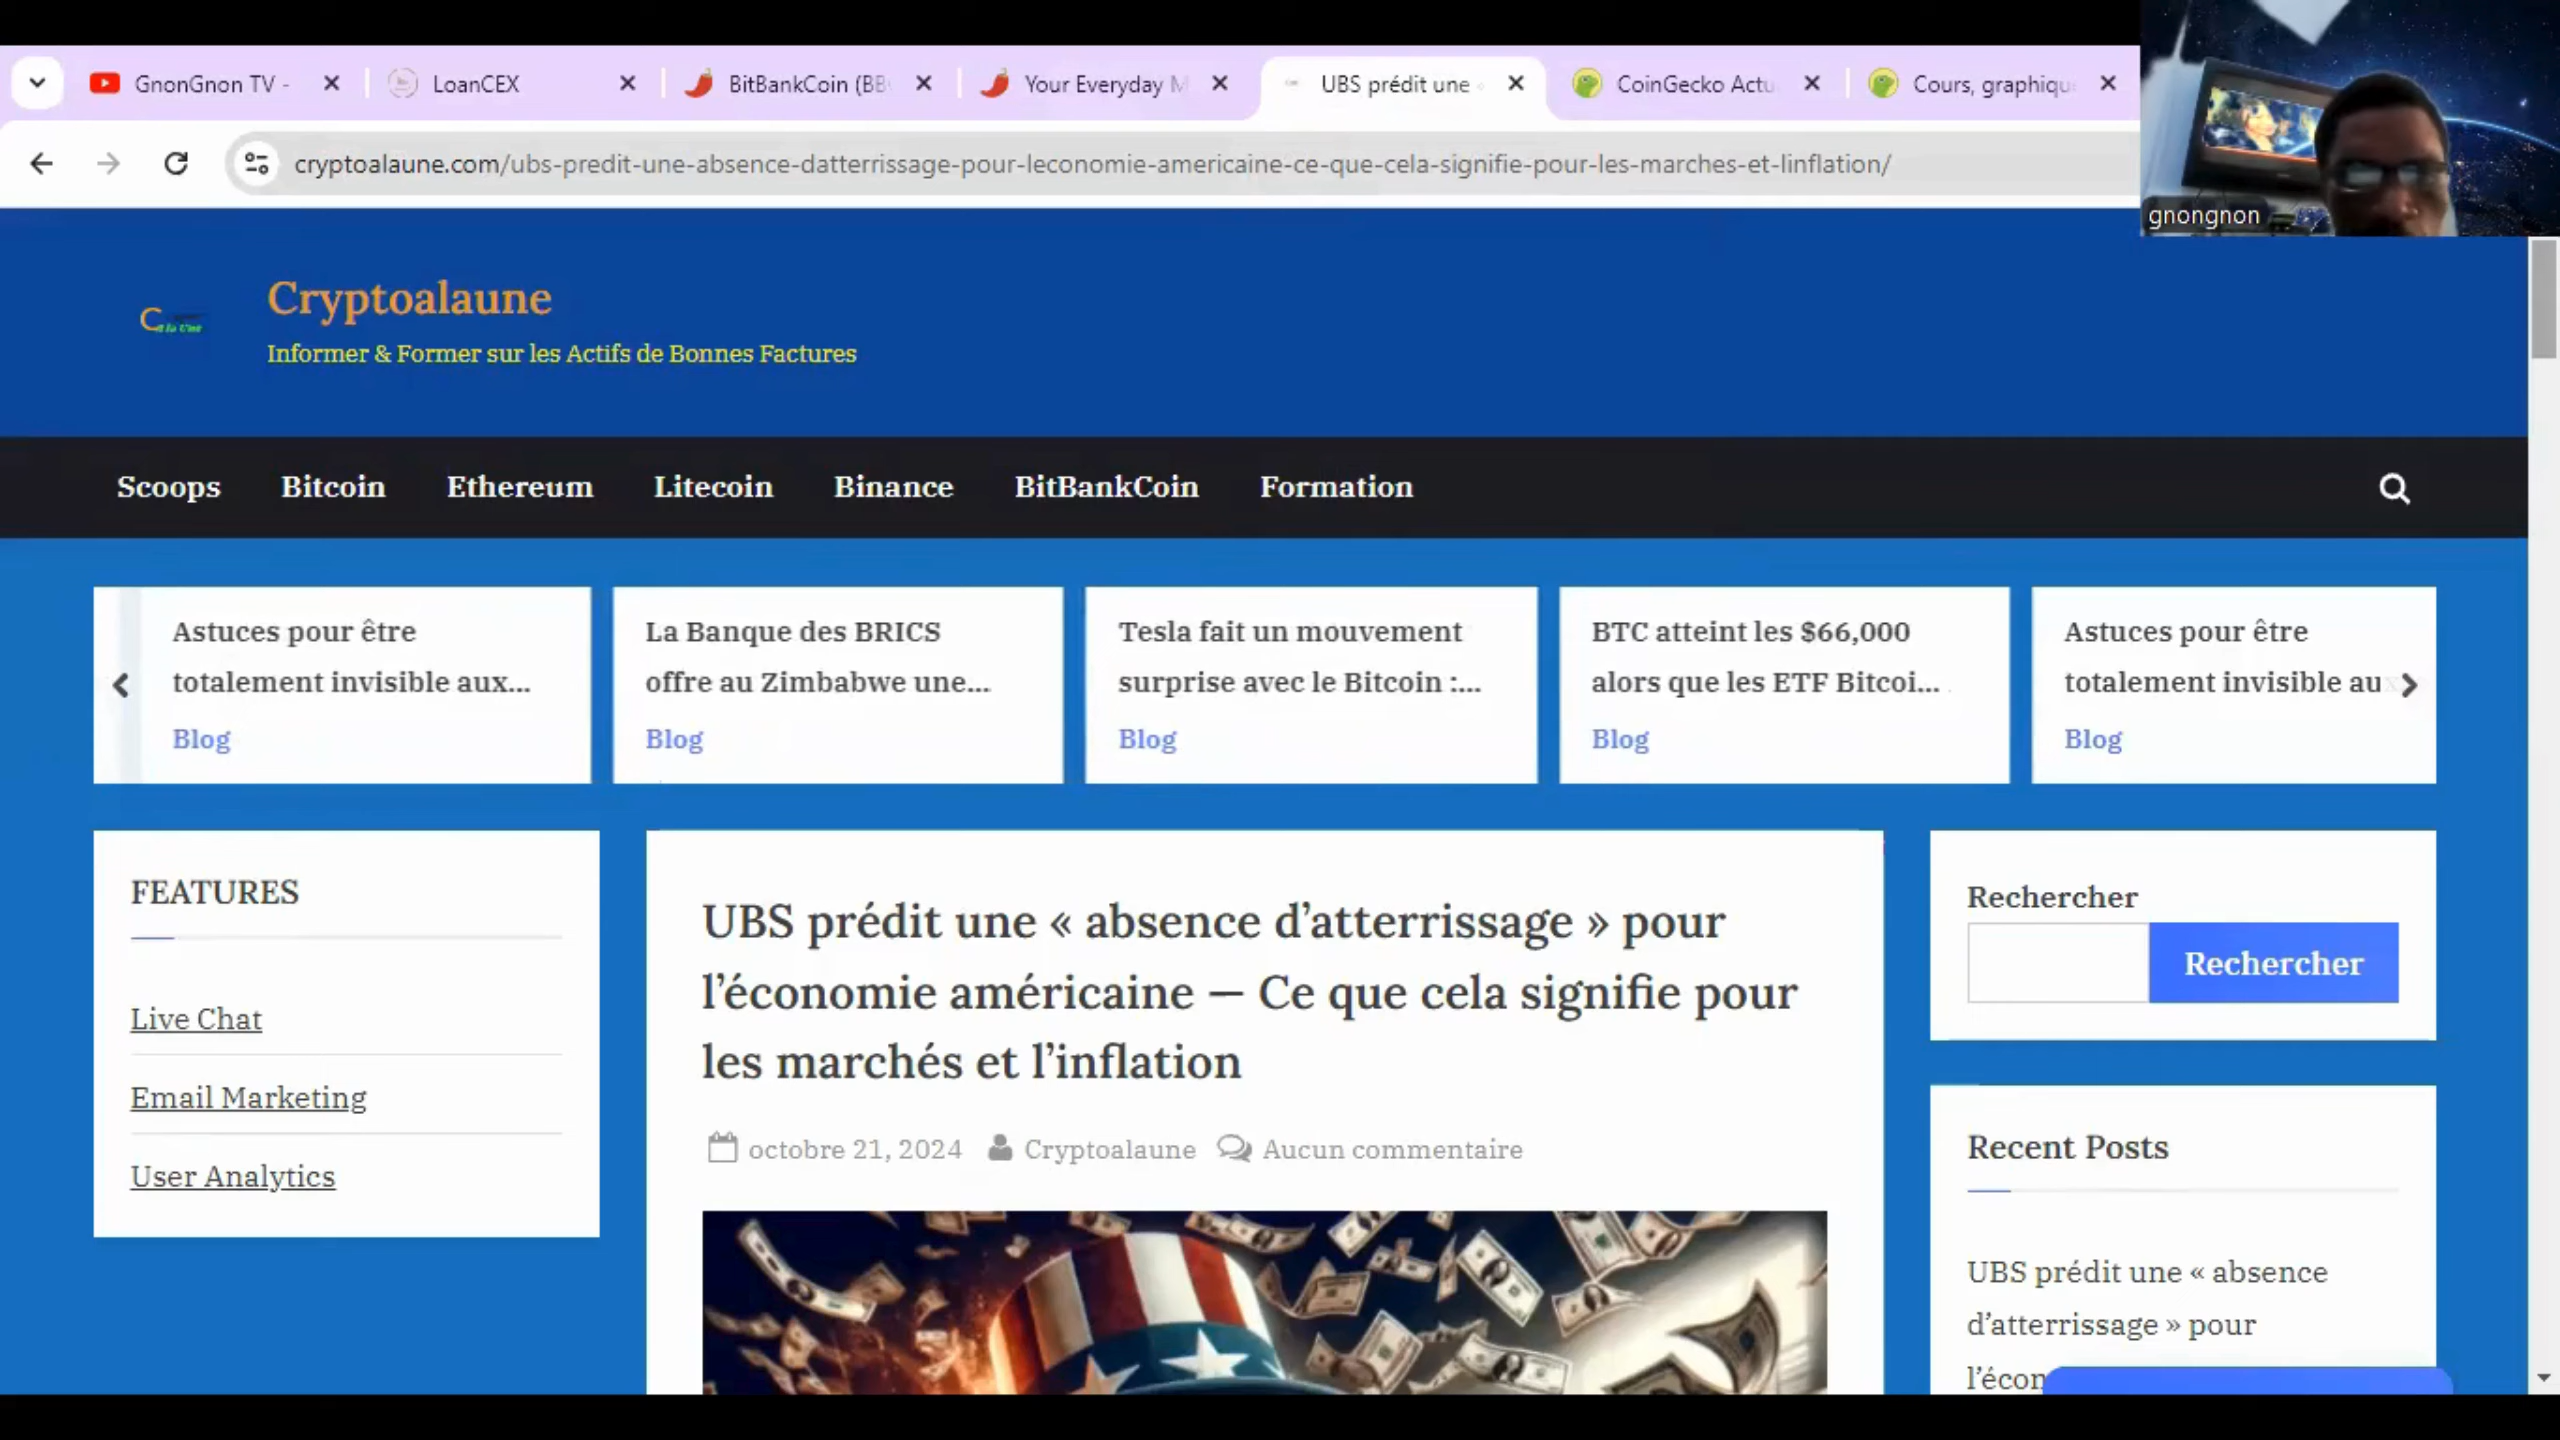 GnonGnon TV -
LoanCEX
BitBankCoin (BB
Your Everyday M
UBS prédit une
CoinGecko Actu
Cours, graphiqu
cryptoalaune.com/ubs-predit-une-absence-datterrissage-pour-leconomie-americaine-ce-que-cela-signifie-pour-les-marches-et-linflation/
gnongnon
Cryptoalaune
Informer & Former sur les Actifs de Bonnes Factures
Scoops
Bitcoin
Ethereum
Litecoin
Binance
BitBankCoin
Formation
Astuces pour être
totalement invisible aux...
Blog
La Banque des BRICS
offre au Zimbabwe une...
Blog
Tesla fait un mouvement
surprise avec le Bitcoin :...
Blog
BTC atteint les $66,000
alors que les ETF Bitcoi...
Blog
Astuces pour être
totalement invisible au
Blog
FEATURES
Live Chat
Email Marketing
User Analytics
UBS prédit une « absence d’atterrissage » pour
l’économie américaine — Ce que cela signifie pour
les marchés et l’inflation
octobre 21, 2024
Cryptoalaune
Aucun commentaire
Rechercher
Rechercher
Recent Posts
UBS prédit une « absence
d’atterrissage » pour
l’écon